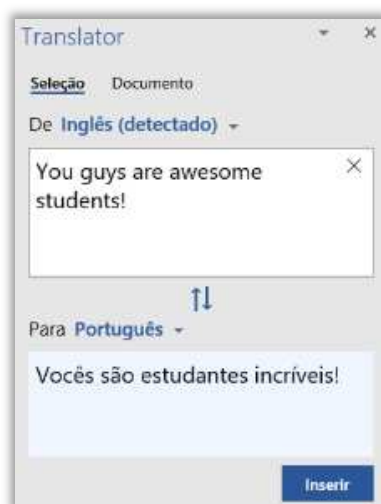 Translator
Seleção Documento
De Inglês (detectado)
You guys are awesome
students!
Para Português
Vocês são estudantes incríveis!
Inserir